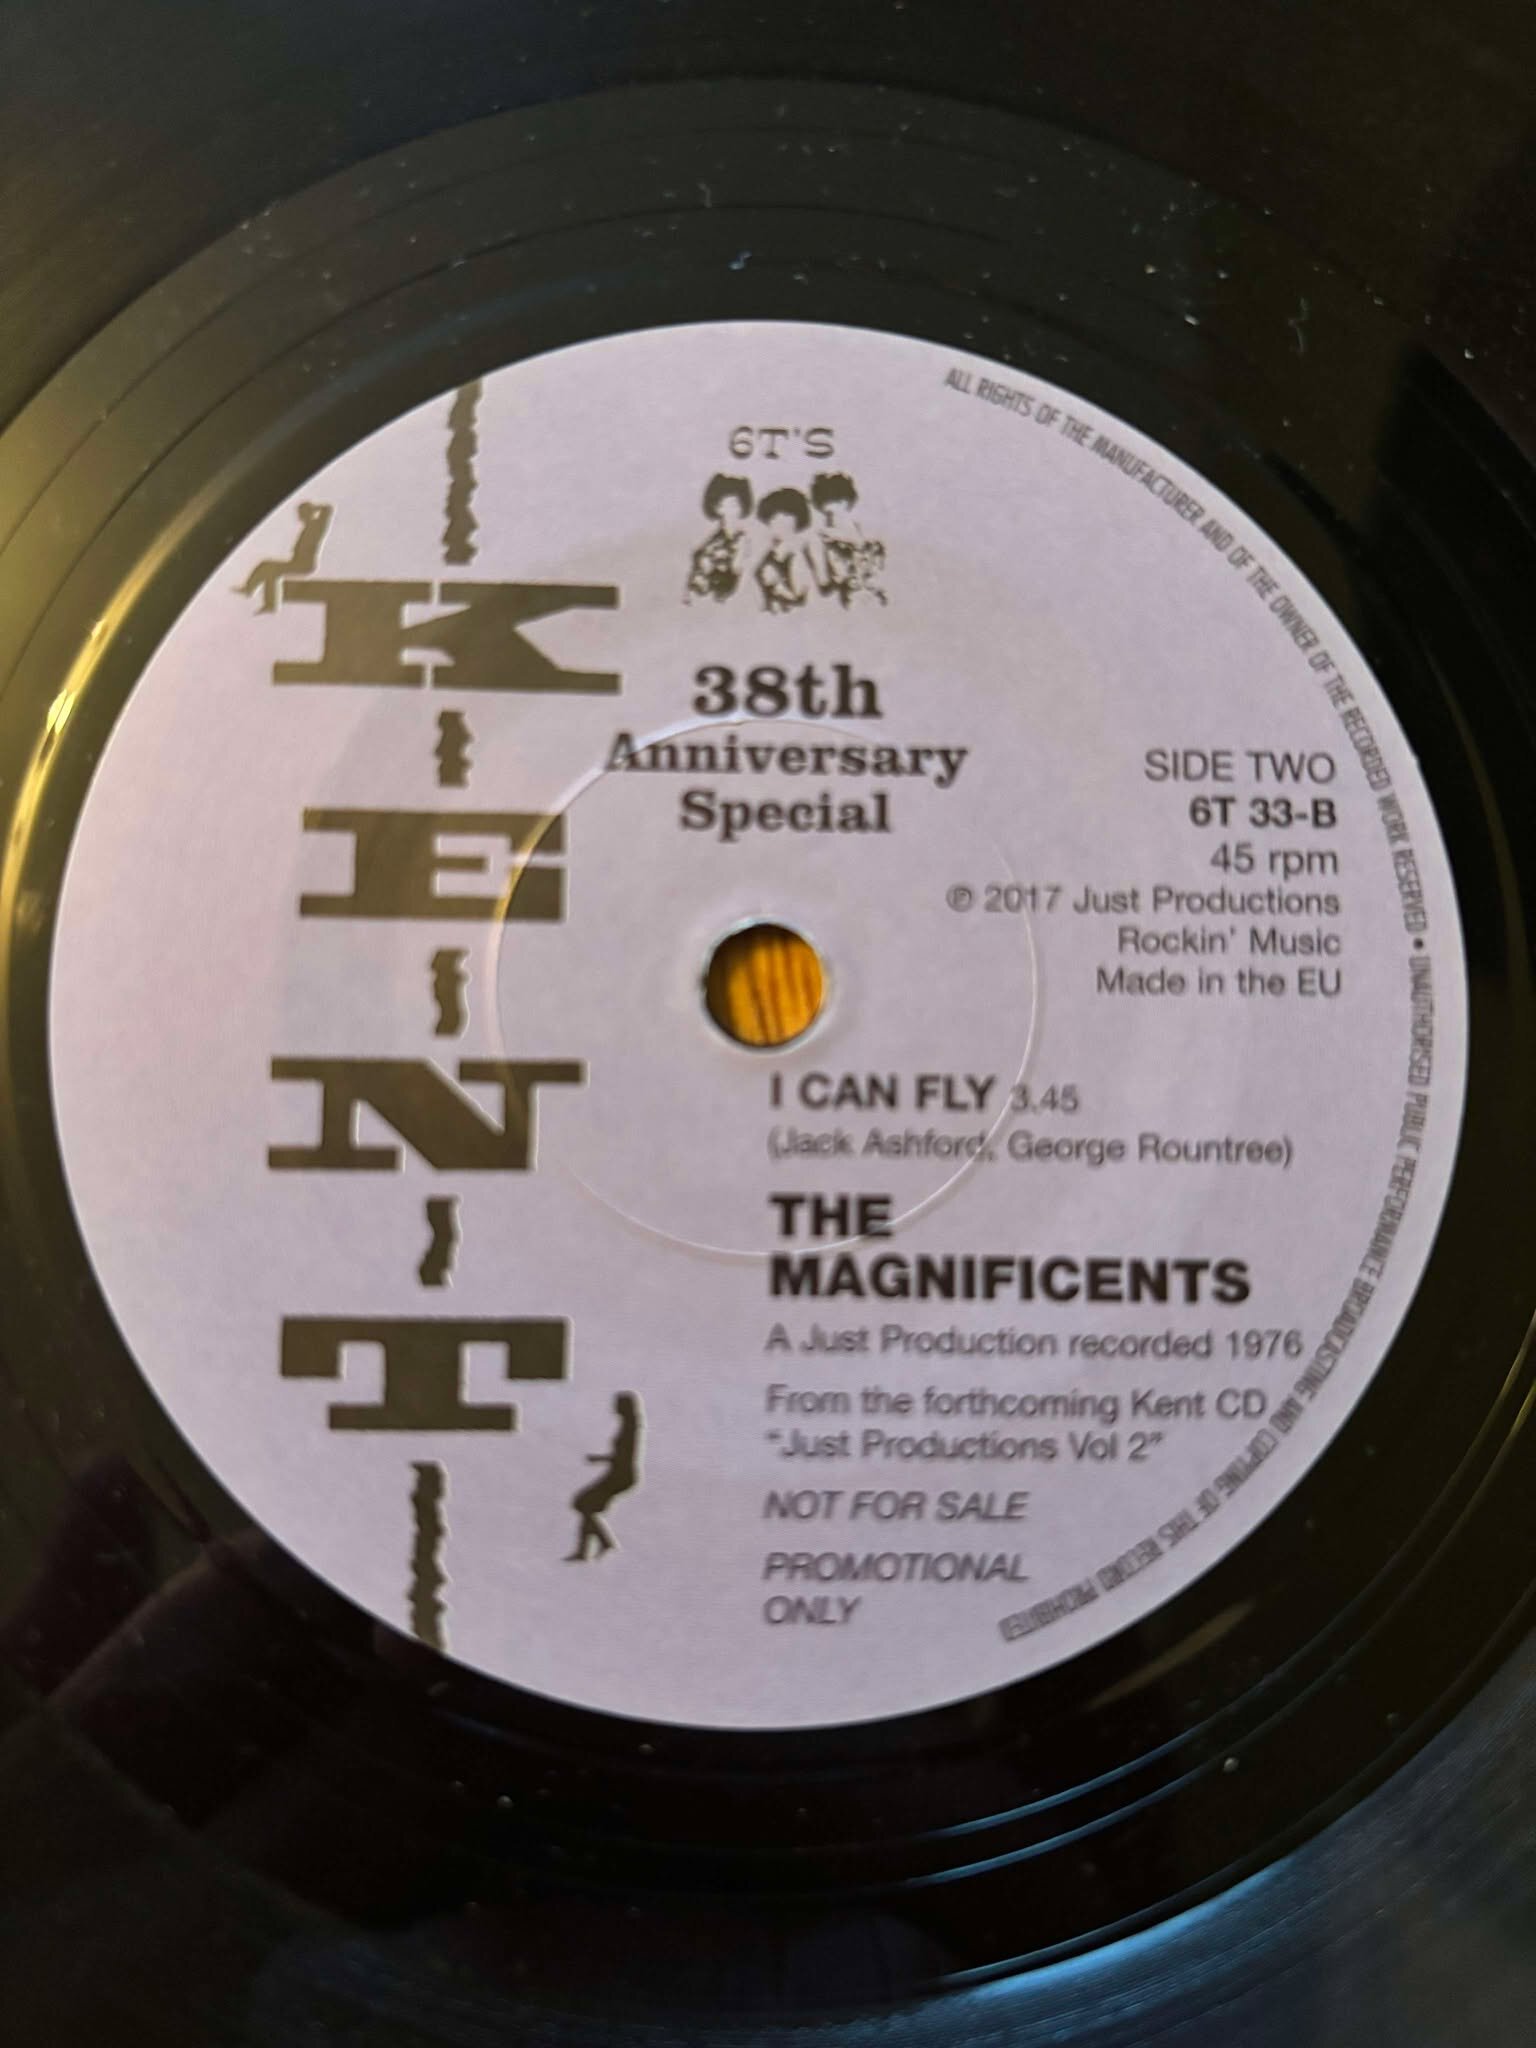 6T'S
K-E-N-T
38th
Anniversary
Special
SIDE TWO
6T 33-B
45 rpm
℗ 2017 Just Productions
Rockin' Music
Made in the EU
I CAN FLY 3.45
(Jack Ashford, George Rountree)
THE
MAGNIFICENTS
A Just Production recorded 1976
From the forthcoming Kent CD
"Just Productions Vol 2"
NOT FOR SALE
PROMOTIONAL
ONLY
ALL RIGHTS OF THE MANUFACTURER AND OF THE OWNER OF THE RECORDED WORK RESERVED • UNAUTHORISED PUBLIC PERFORMANCE BROADCASTING AND COPYING OF THIS RECORD PROHIBITED